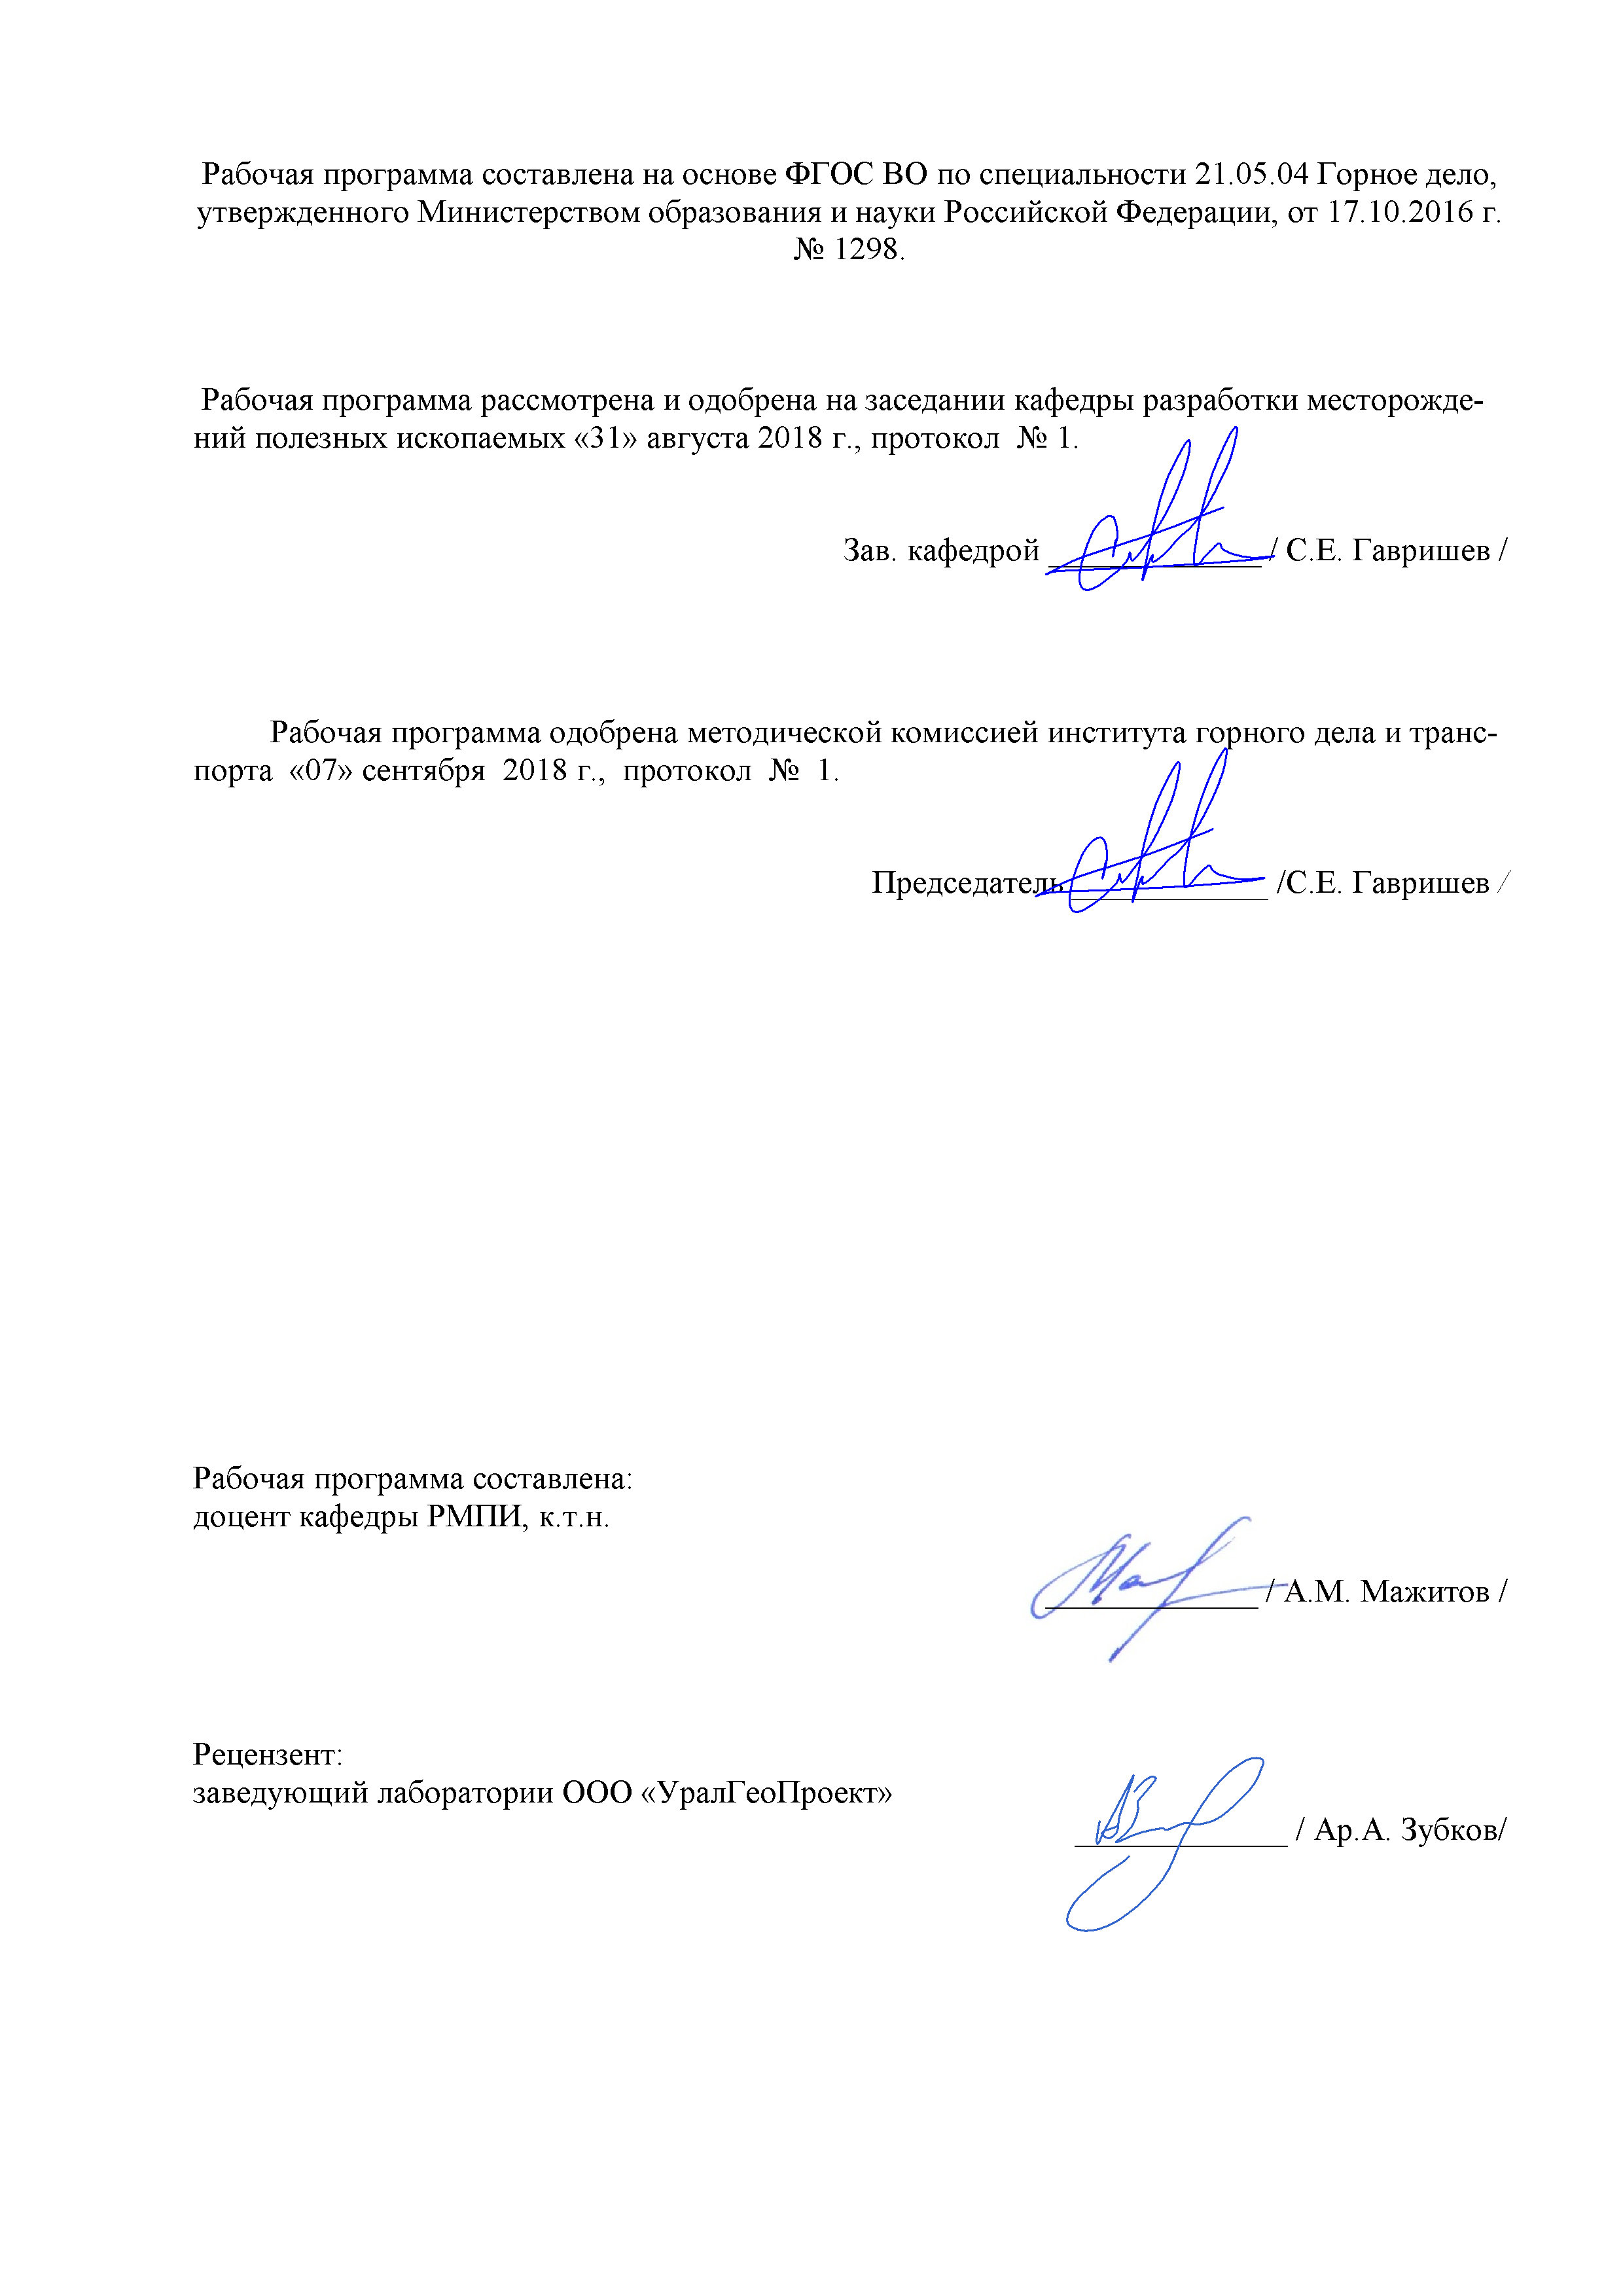 Рабочая программа составлена на основе ФГОС ВО по специальности 21.05.04 Горное дело,
утвержденного Министерством образования и науки Российской Федерации, от 17.10.2016 г.
№ 1298.
Рабочая программа рассмотрена и одобрена на заседании кафедры разработки месторожде-
ний полезных ископаемых «31» августа 2018 г., протокол № 1.
Зав. кафедрой / С.Е. Гавришев /
Рабочая программа одобрена методической комиссией института горного дела и транс-
порта «07» сентября 2018 г., протокол № 1.
Председатель /С.Е. Гавришев /
Рабочая программа составлена:
доцент кафедры РМПИ, к.т.н.
/ А.М. Мажитов /
Рецензент:
заведующий лаборатории ООО «УралГеоПроект»
/ Ар.А. Зубков/